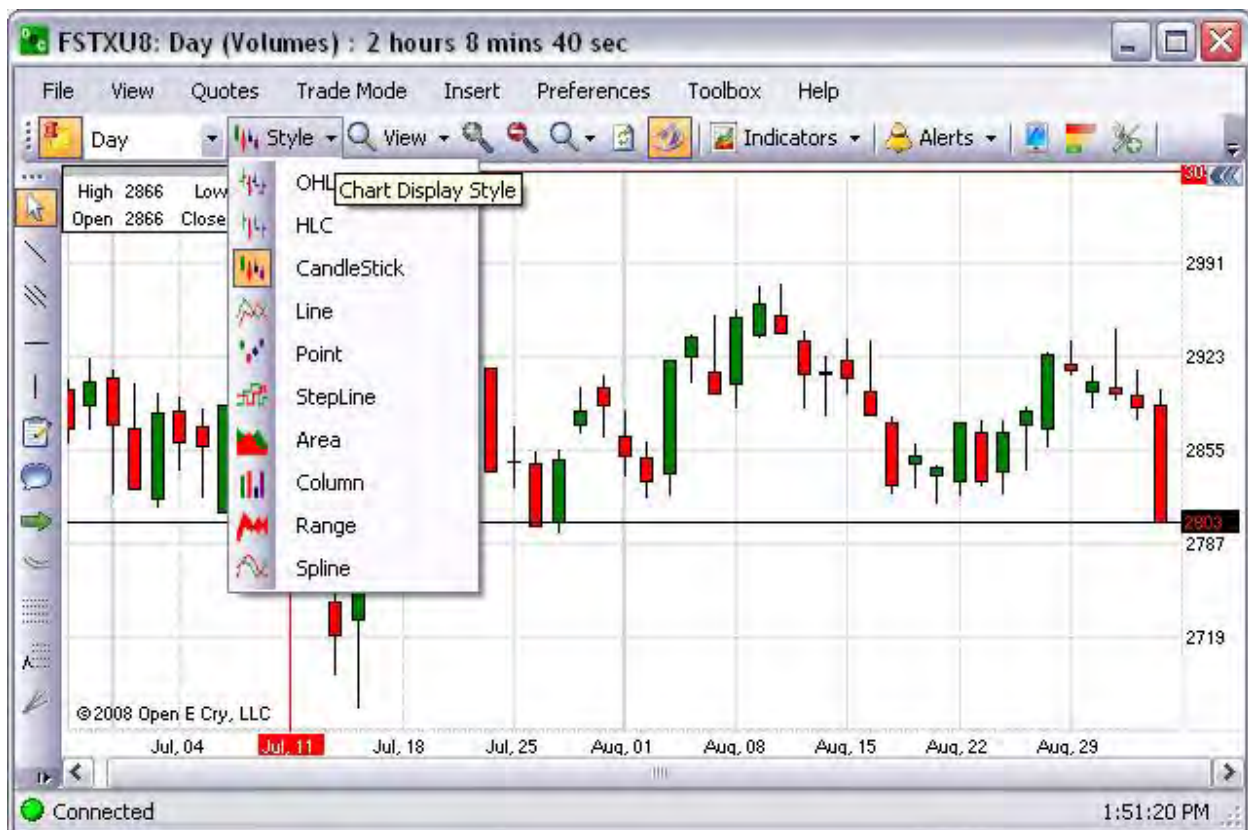 FSTXU8: Day (Volumes) : 2 hours 8 mins 40 sec
File View Quotes Trade Mode Insert Preferences Toolbox Help
Day Style View Indicators Alerts
High 2866 Low
Open 2866 Close
OHL
Chart Display Style
HLC
CandleStick
Line
Point
StepLine
Area
Column
Range
Spline
30
2991
2923
2855
2803
2787
2719
©2008 Open E Cry, LLC
Jul, 04 Jul, 11 Jul, 18 Jul, 25 Aug, 01 Aug, 08 Aug, 15 Aug, 22 Aug, 29
Connected 1:51:20 PM